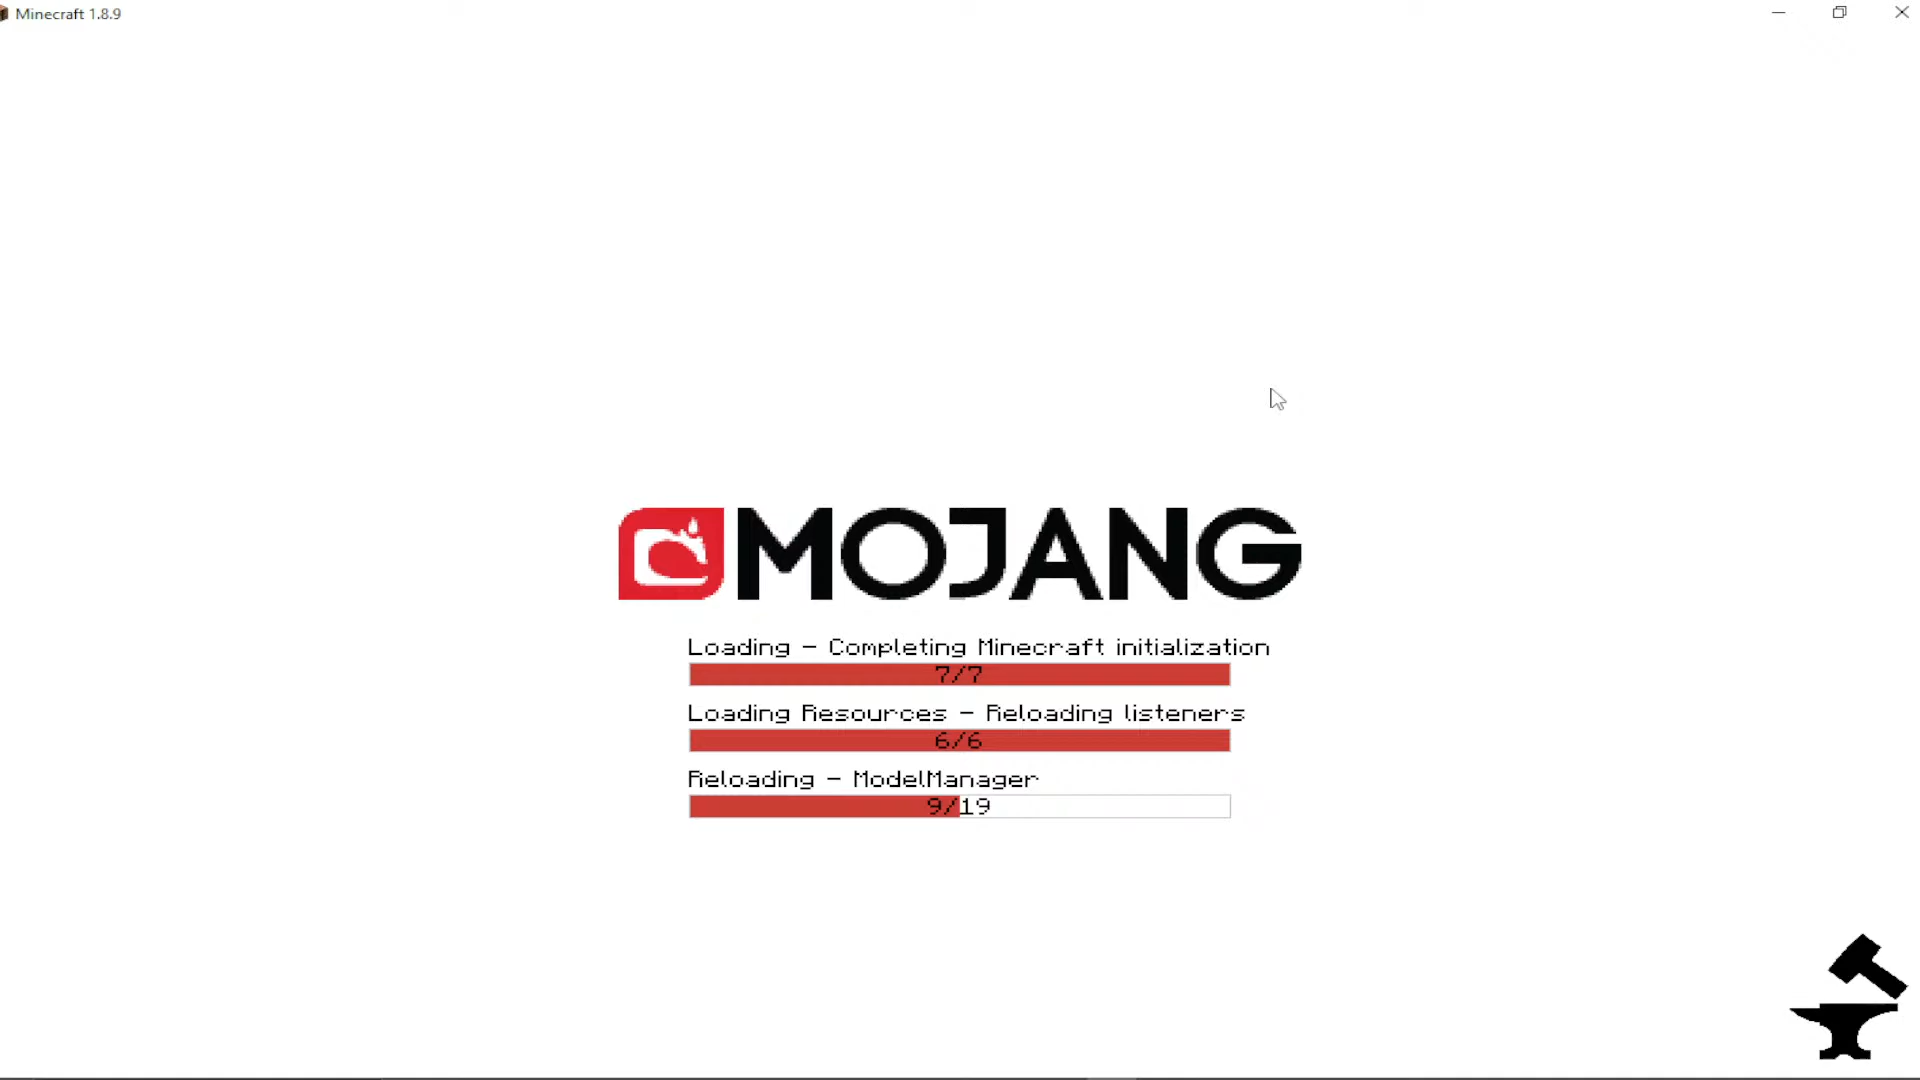 Minecraft 1.8.9
MOJANG
Loading - Completing Minecraft initialization
7/7
Loading Resources - Reloading listeners
6/6
Reloading - ModelManager
9/19